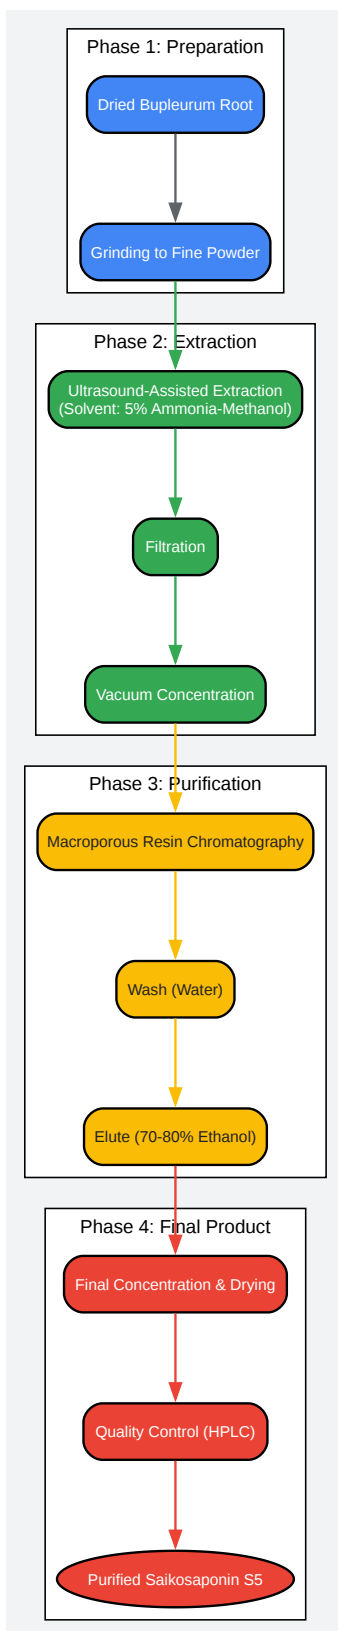 Phase 1: Preparation
Dried Bupleurum Root
Grinding to Fine Powder
Phase 2: Extraction
Ultrasound-Assisted Extraction
(Solvent: 5% Ammonia-Methanol)
Filtration
Vacuum Concentration
Phase 3: Purification
Macroporous Resin Chromatography
Wash (Water)
Elute (70-80% Ethanol)
Phase 4: Final Product
Final Concentration & Drying
Quality Control (HPLC)
Purified Saikosaponin S5